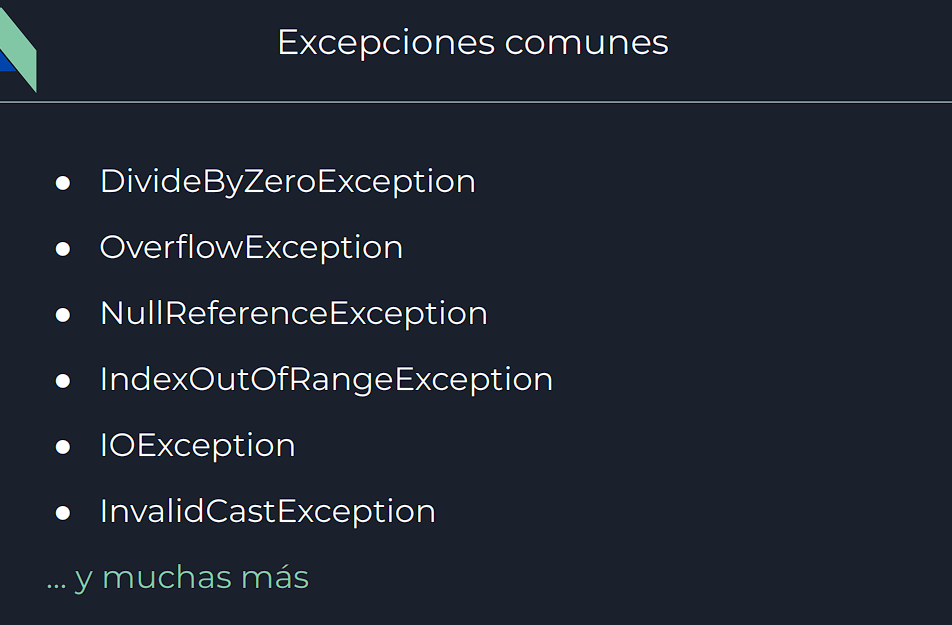 Excepciones comunes
● DivideByZeroException
● OverflowException
● NullReferenceException
● IndexOutOfRangeException
● IOException
● InvalidCastException
... y muchas más